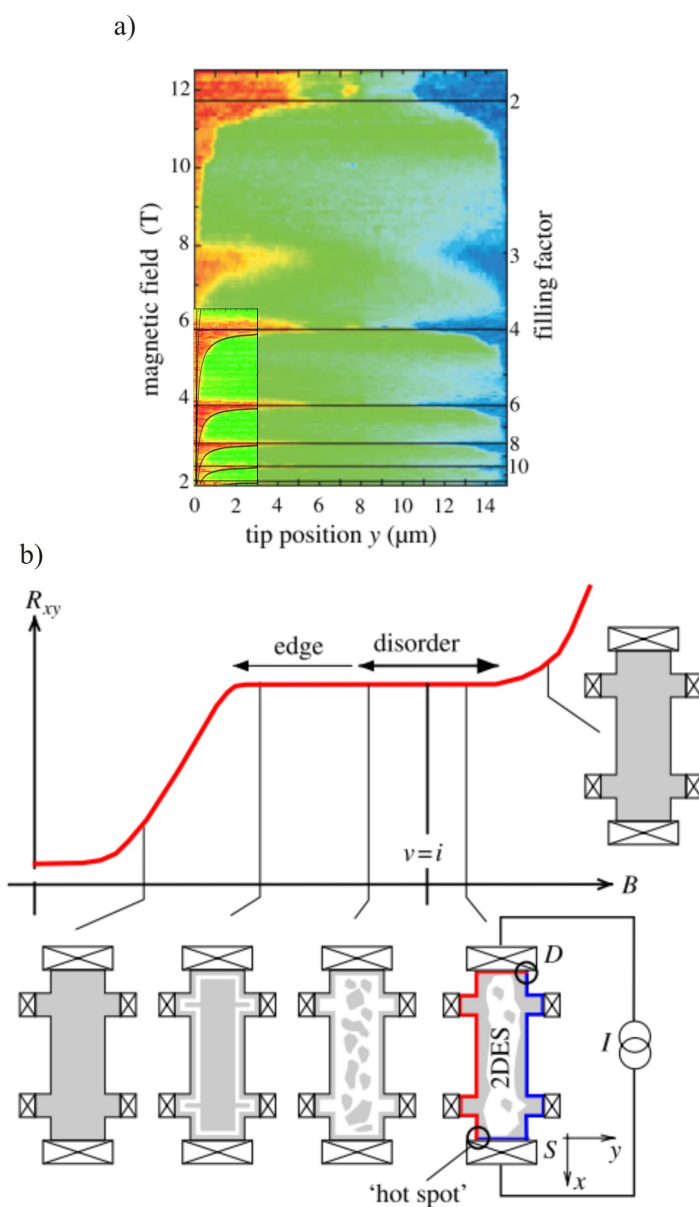 a)
magnetic field (T)
12
10
8
6
4
2
0 2 4 6 8 10 12 14
tip position y (μm)
2
3
4
6
8
10
filling factor
b)
R_xy
edge
disorder
ν=i
B
D
2DES
I
S
y
x
‘hot spot’